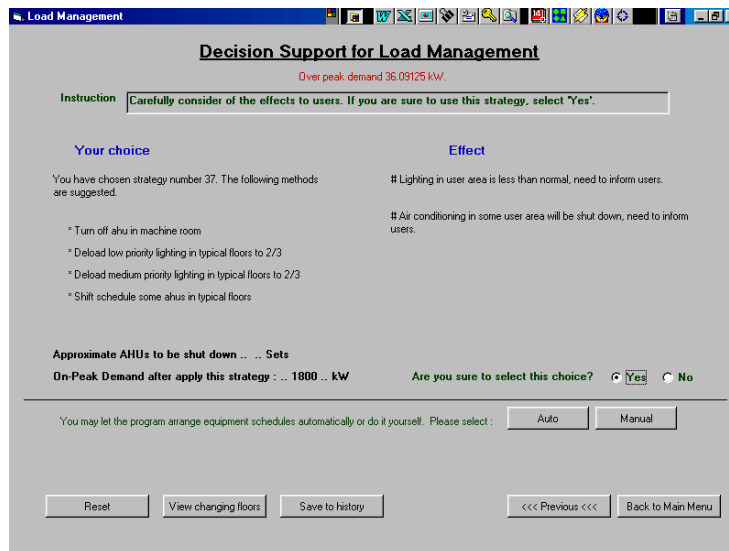 Load Management
Decision Support for Load Management
Over peak demand 36.09125 kW.
Instruction
Carefully consider of the effects to users. If you are sure to use this strategy, select 'Yes'.
Your choice
Effect
You have chosen strategy number 37. The following methods
are suggested.
# Lighting in user area is less than normal, need to inform users.
# Air conditioning in some user area will be shut down, need to inform
users.
* Turn off ahu in machine room
* Deload low priority lighting in typical floors to 2/3
* Deload medium priority lighting in typical floors to 2/3
* Shift schedule some ahus in typical floors
Approximate AHUs to be shut down .. .. Sets
On-Peak Demand after apply this strategy : .. 1800 .. kW
Are you sure to select this choice? Yes No
You may let the program arrange equipment schedules automatically or do it yourself. Please select :
Auto
Manual
Reset
View changing floors
Save to history
<<< Previous <<<
Back to Main Menu